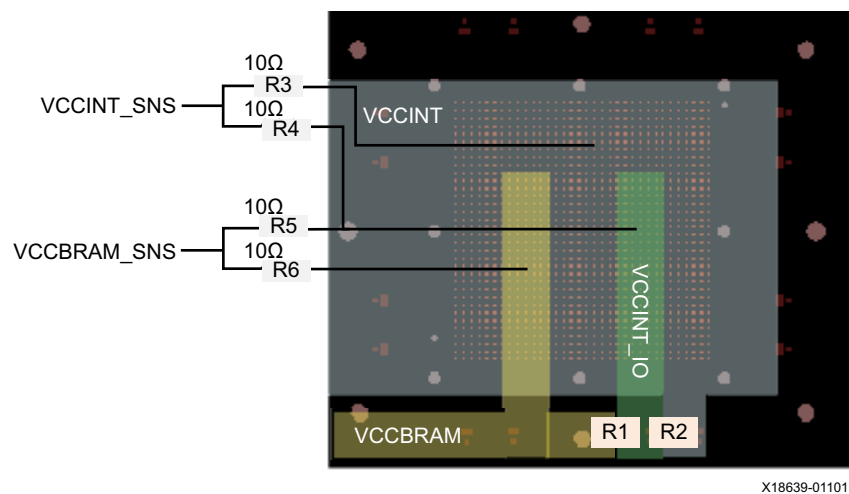 10Ω
R3
VCCINT_SNS
10Ω
R4
VCCINT
10Ω
R5
VCCBRAM_SNS
10Ω
R6
VCCINT_IO
VCCBRAM
R1
R2
X18639-01101